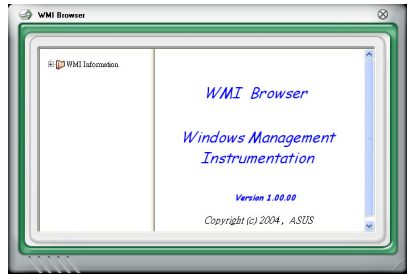 WMI Browser
WMI Information
WMI Browser
Windows Management
Instrumentation
Version 1.00.00
Copyright (c) 2004, ASUS